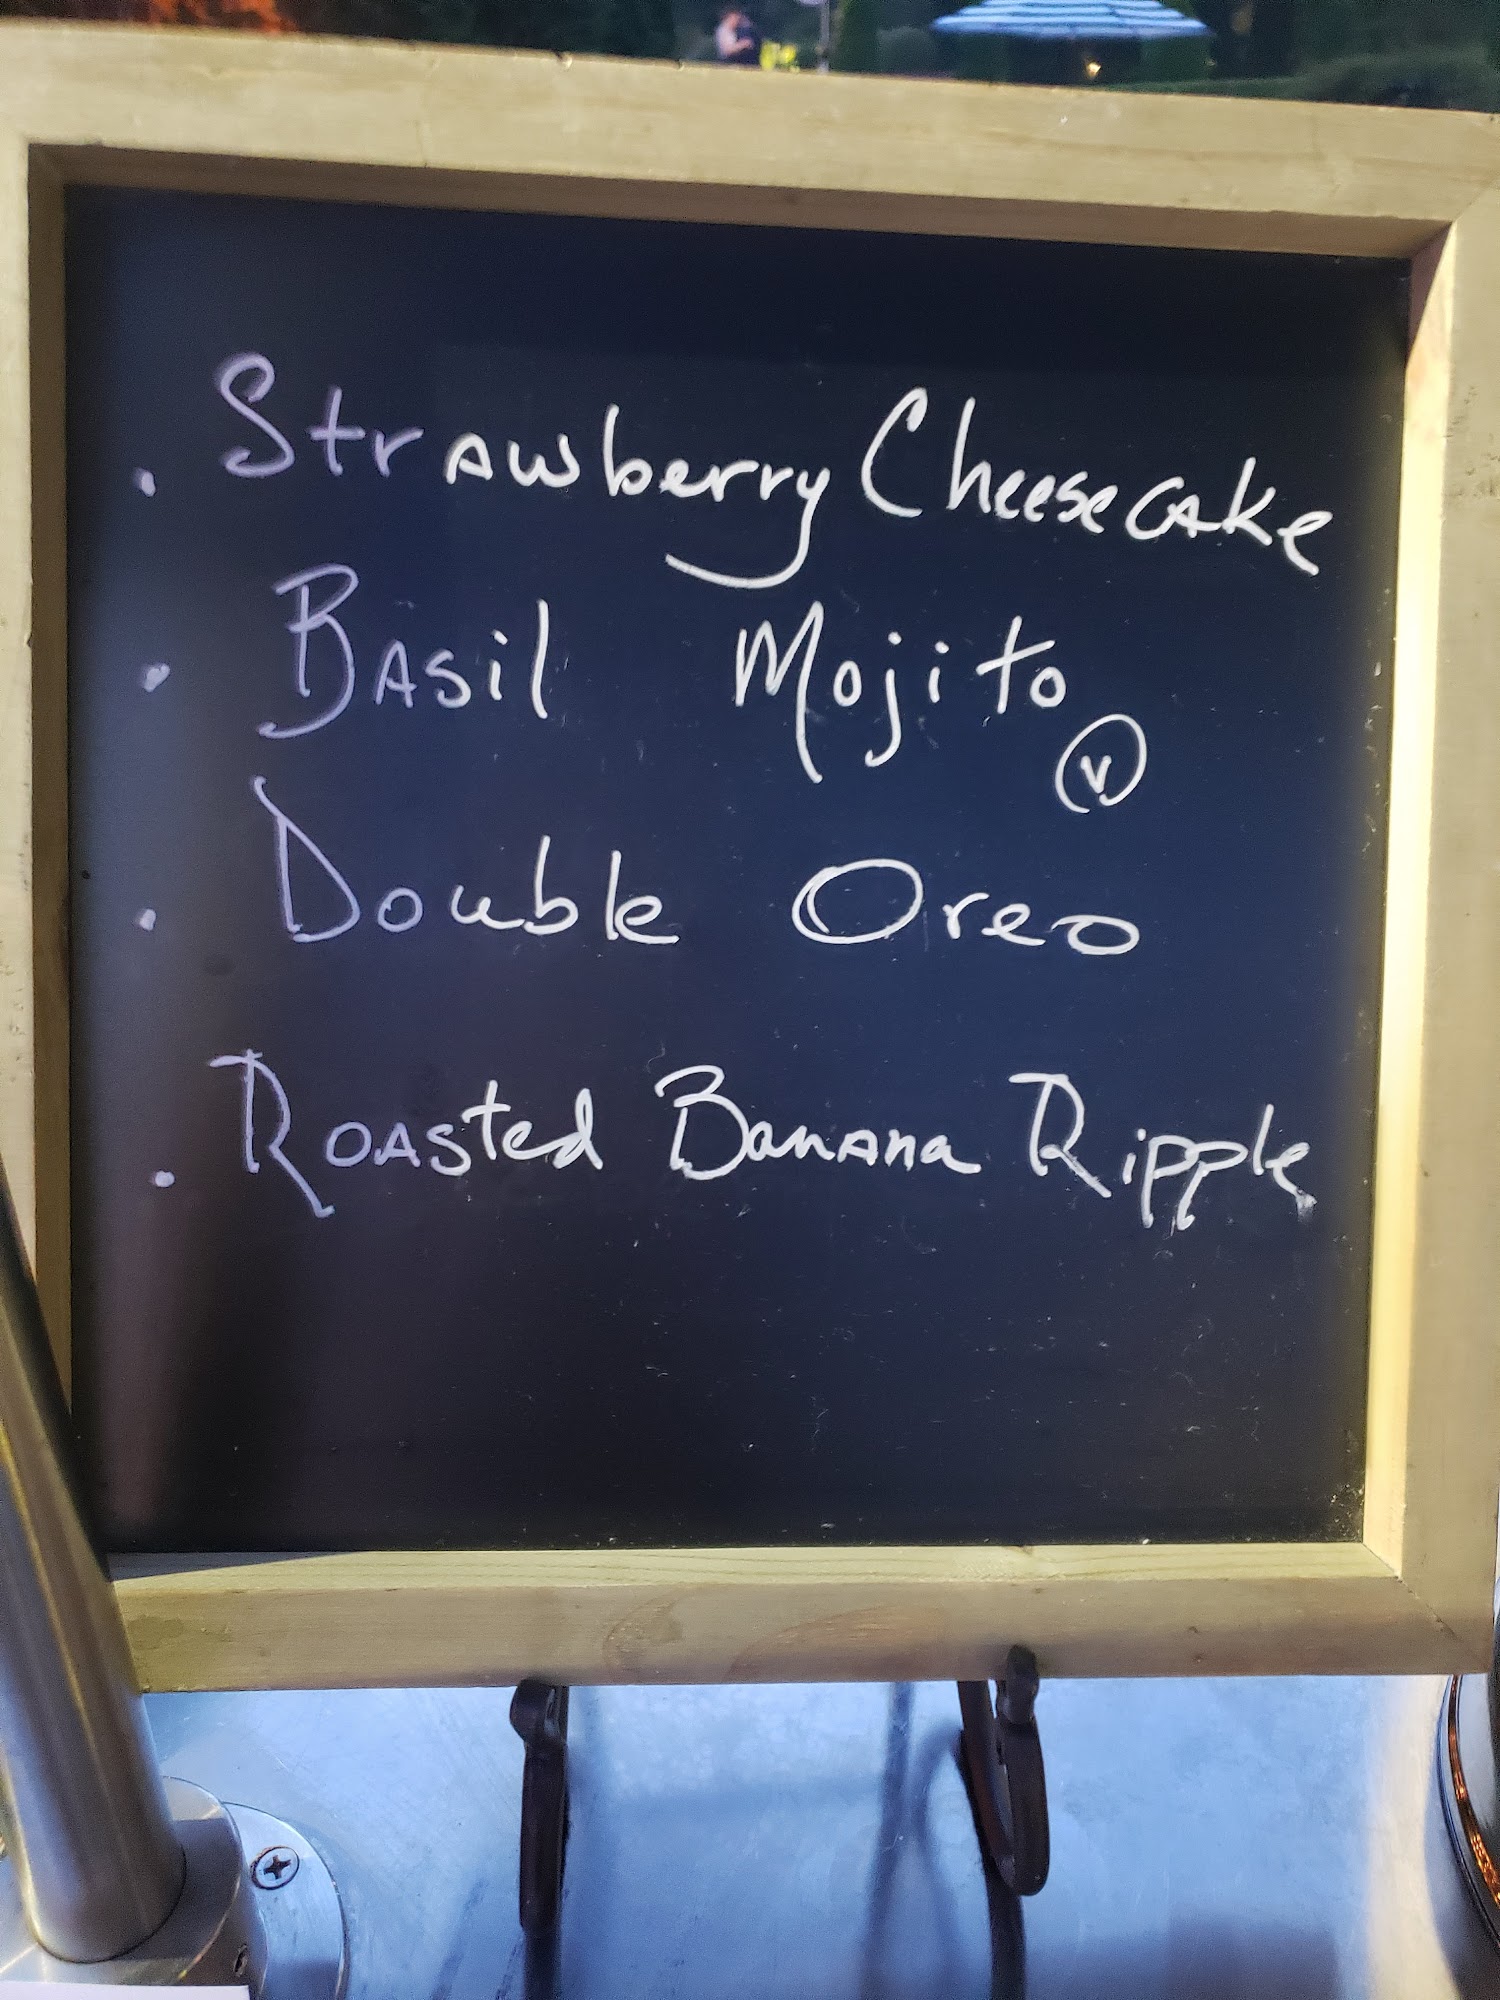 . Strawberry Cheesecake
. Basil Mojito
V
. Double Oreo
. Roasted Banana Ripple